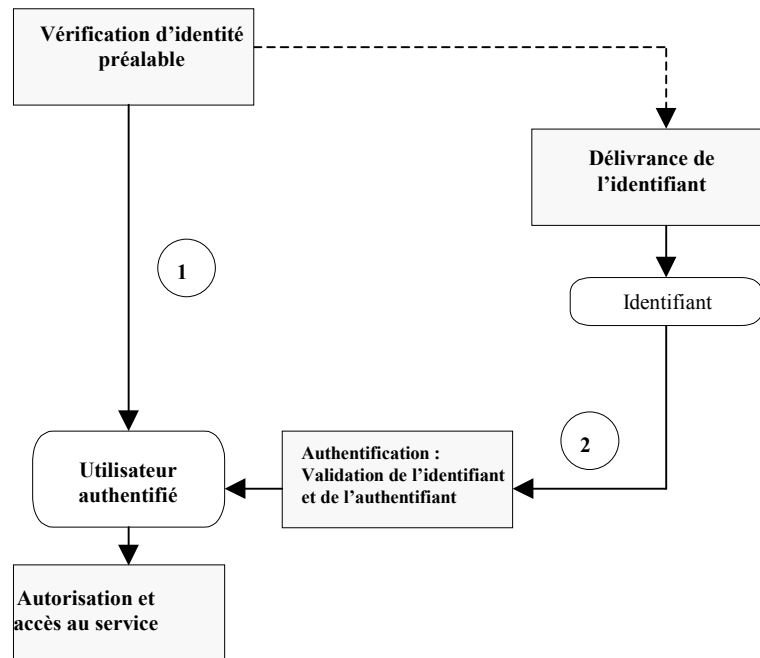 Vérification d’identité
préalable
Délivrance de
l’identifiant
1
Identifiant
2
Authentification :
Validation de l’identifiant
et de l’authentifiant
Utilisateur
authentifié
Autorisation et
accès au service